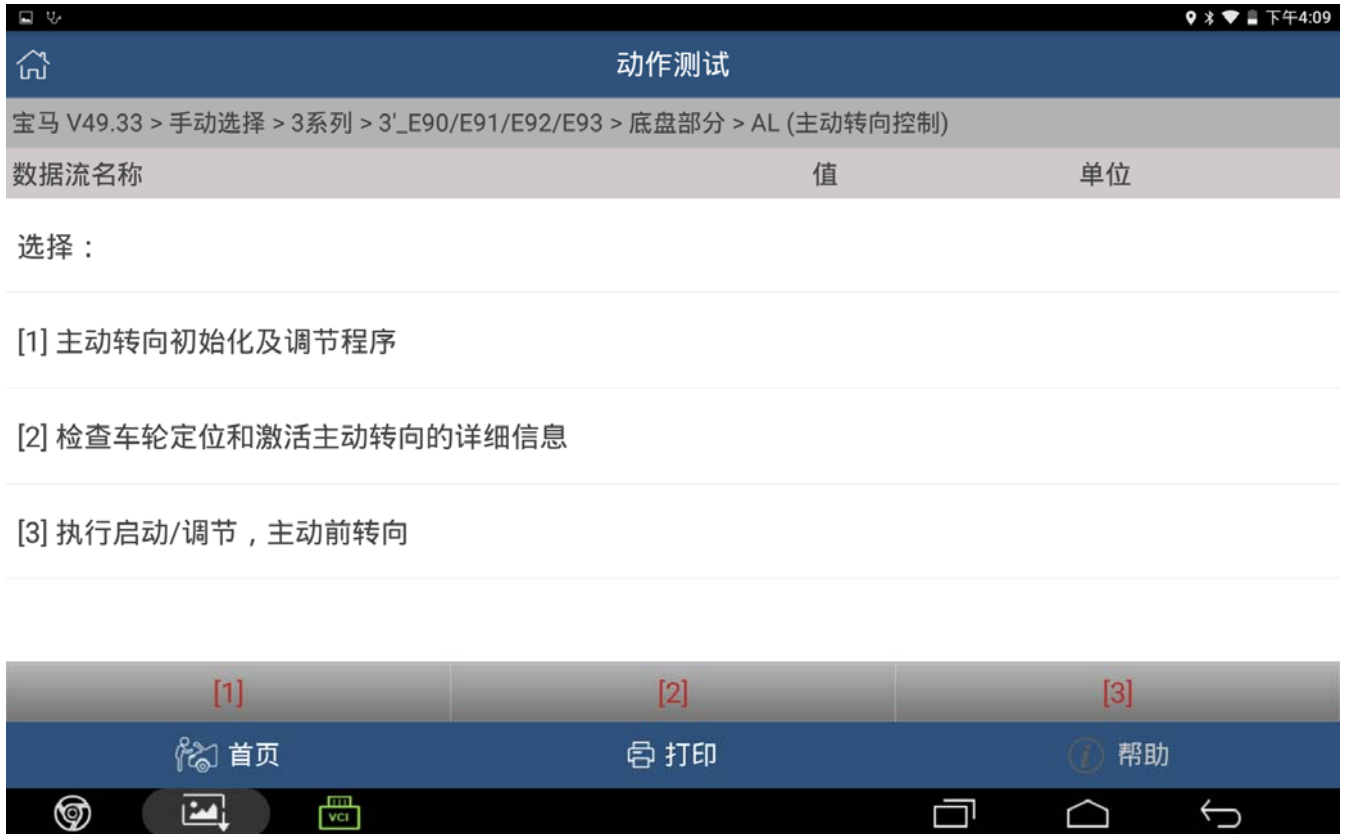 下午4:09
动作测试
宝马 V49.33 > 手动选择 > 3系列 > 3'_E90/E91/E92/E93 > 底盘部分 > AL (主动转向控制)
数据流名称 值 单位
选择：
[1] 主动转向初始化及调节程序
[2] 检查车轮定位和激活主动转向的详细信息
[3] 执行启动/调节，主动前转向
[1] [2] [3]
首页 打印 i 帮助
VCI